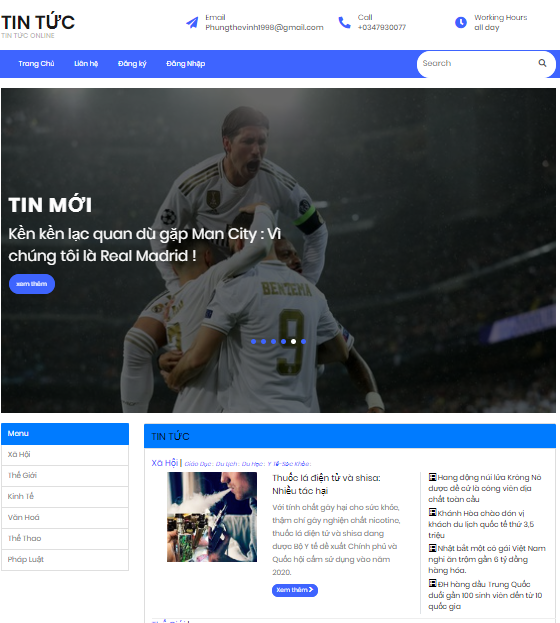 TIN TỨC
TIN TỨC ONLINE
Email
Phungthevinh1998@gmail.com
Call
+0347930077
Working Hours
all day
Trang Chủ Liên hệ Đăng ký Đăng Nhập
Search
TIN MỚI
Kền kền lạc quan dù gặp Man City : Vì
chúng tôi là Real Madrid !
xem thêm
BENZEMA
9
Menu
Xã Hội
Thế Giới
Kinh Tế
Văn Hoá
Thể Thao
Pháp Luật
TIN TỨC
Xã Hội | Giáo Dục : Du Lịch : Du Học : Y Tế-Sức Khỏe :
Thuốc lá điện tử và shisa:
Nhiều tác hại
Với tính chất gây hại cho sức khỏe,
thậm chí gây nghiện chất nicotine,
thuốc lá điện tử và shisa đang
được Bộ Y tế đề xuất Chính phủ và
Quốc hội cấm sử dụng vào năm
2020.
Xem thêm
Hang động núi lửa Krông Nô
được đề cử là công viên địa
chất toàn cầu
Khánh Hòa chào đón vị
khách du lịch quốc tế thứ 3,5
triệu
Nhật bắt một cô gái Việt Nam
nghi ăn trộm gần 6 tỷ đồng
hàng hóa.
ĐH hàng đầu Trung Quốc
đuổi gần 100 sinh viên đến từ 10
quốc gia